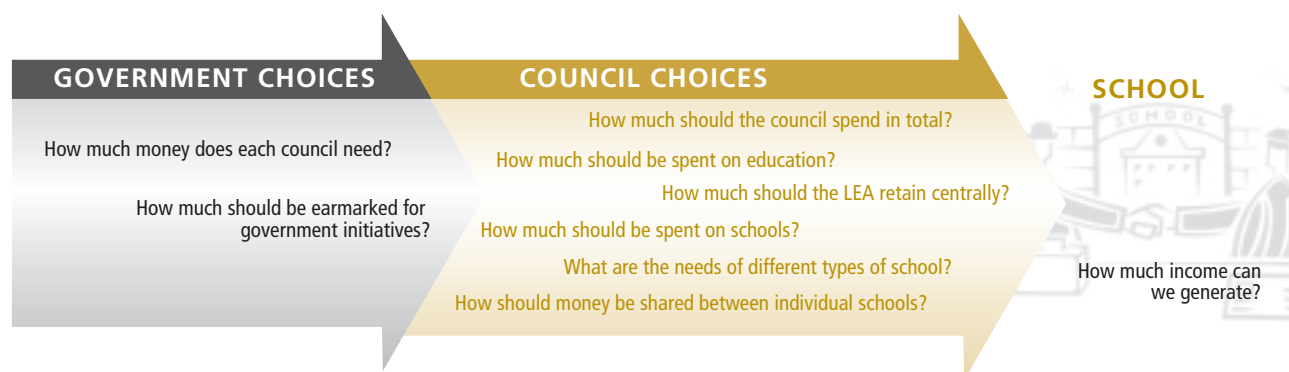 GOVERNMENT CHOICES
How much money does each council need?
How much should be earmarked for
government initiatives?
COUNCIL CHOICES
How much should the council spend in total?
How much should be spent on education?
How much should the LEA retain centrally?
How much should be spent on schools?
What are the needs of different types of school?
How should money be shared between individual schools?
SCHOOL
SCHOOL
How much income can
we generate?